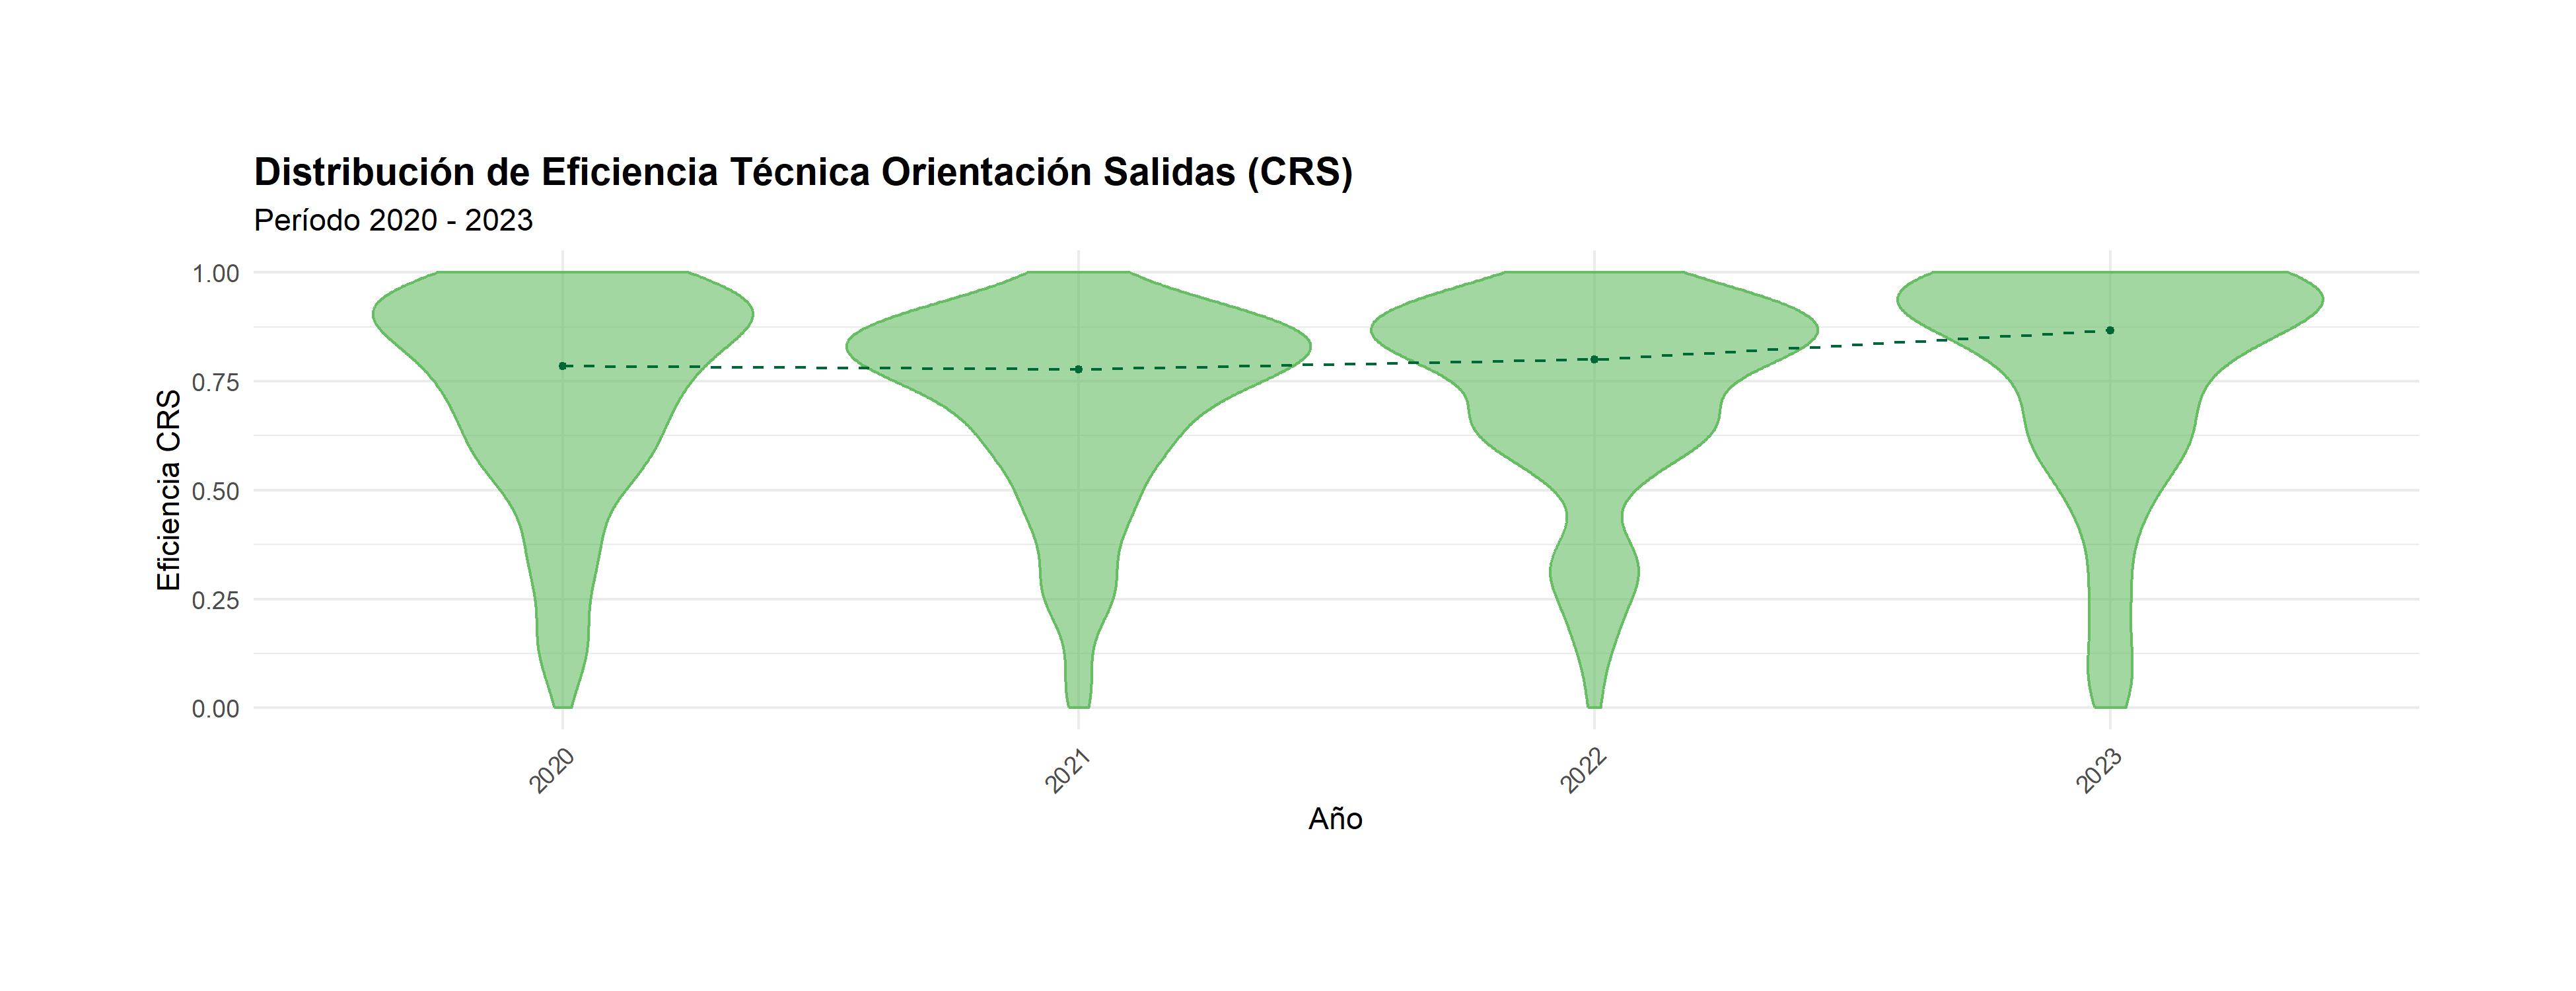 Distribución de Eficiencia Técnica Orientación Salidas (CRS)
Período 2020 - 2023
Eficiencia CRS
1.00
0.75
0.50
0.25
0.00
2020
2021
2022
2023
Año